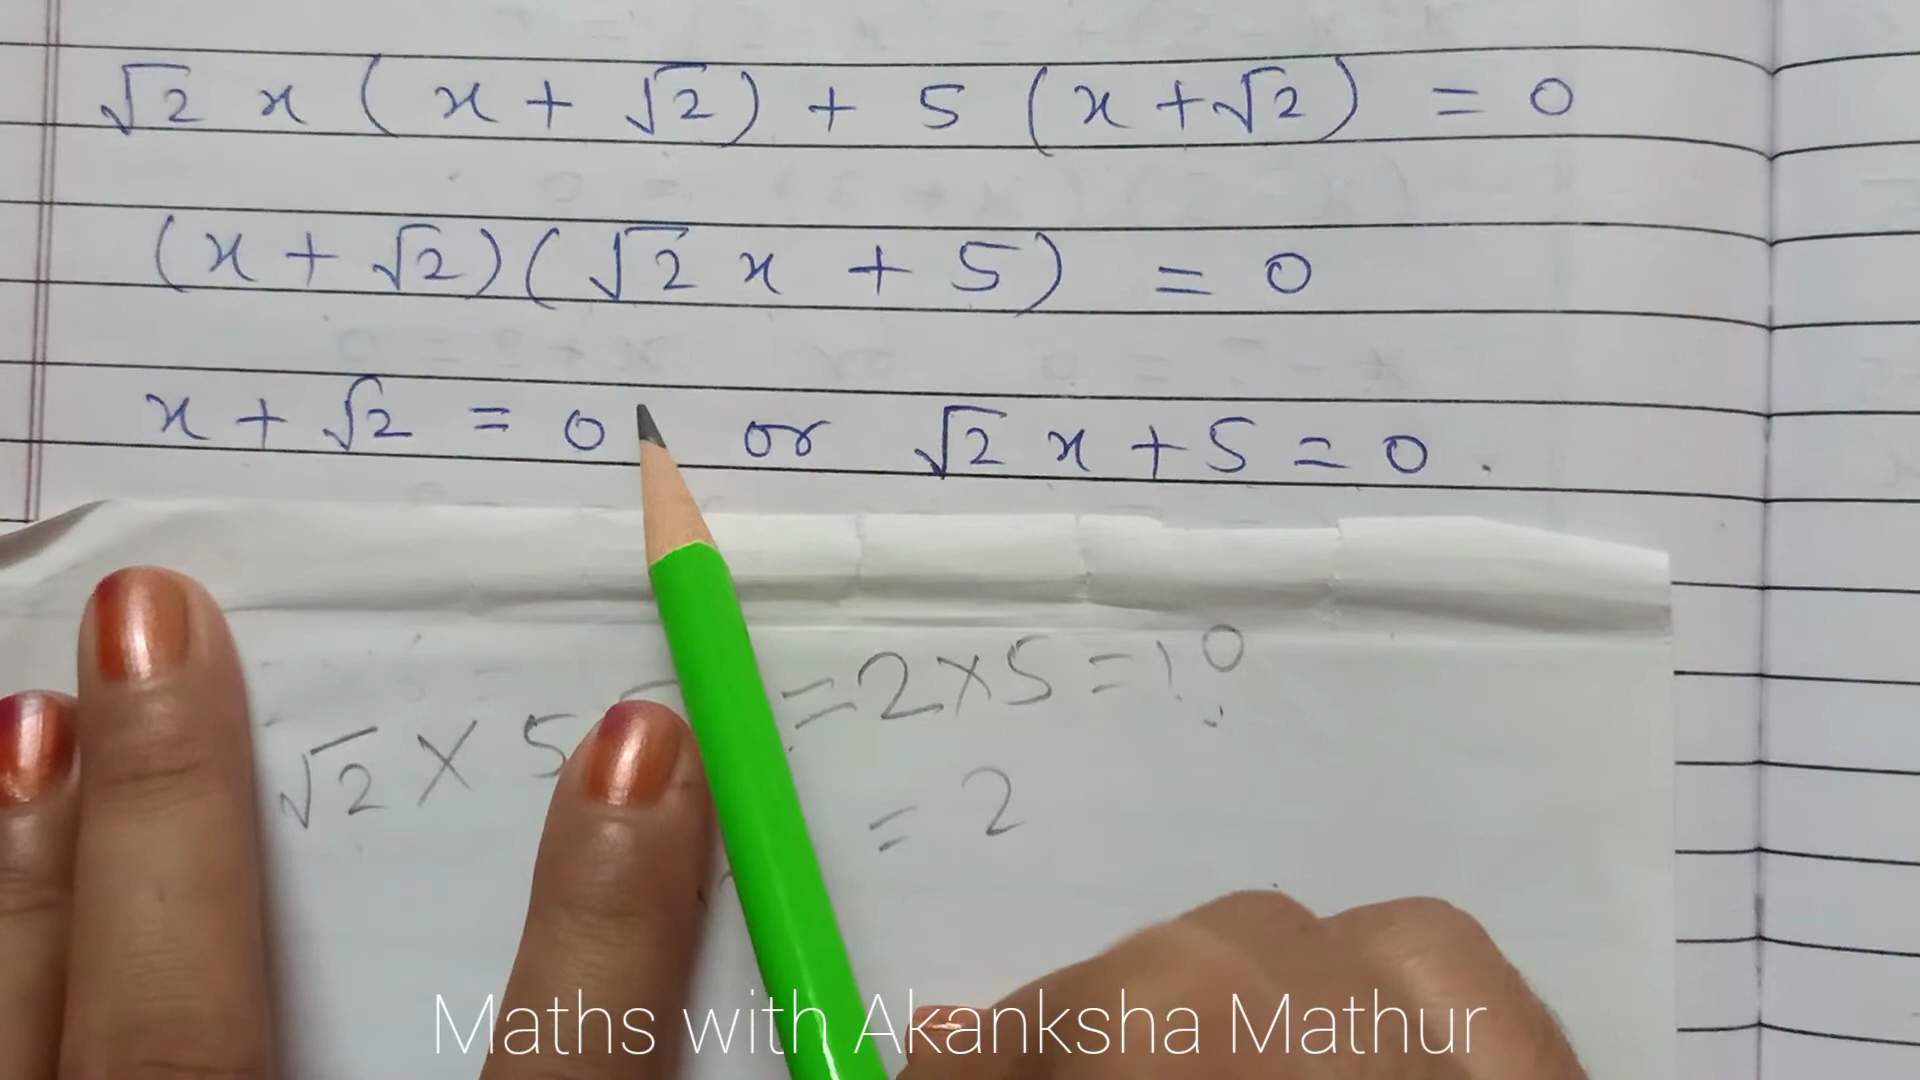 √2 x ( x + √2 ) + 5 ( x + √2 ) = 0
( x + √2 ) ( √2 x + 5 ) = 0
x + √2 = 0 or √2 x + 5 = 0 .
√2 × 5 = 2 × 5 = 10
= 2
Maths with Akanksha Mathur